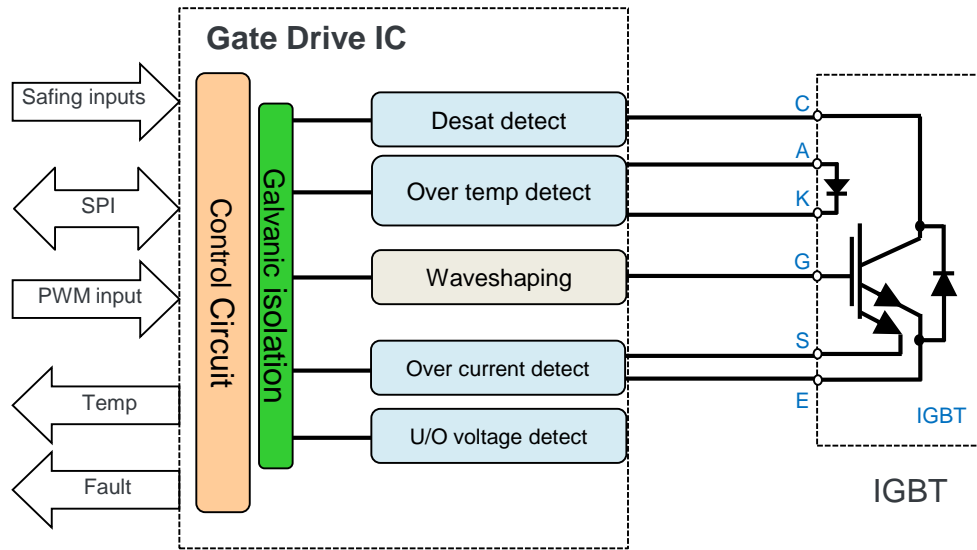 Gate Drive IC
Safing inputs
SPI
PWM input
Temp
Fault
Control Circuit
Galvanic isolation
Desat detect
Over temp detect
Waveshaping
Over current detect
U/O voltage detect
C
A
K
G
S
E
IGBT
IGBT